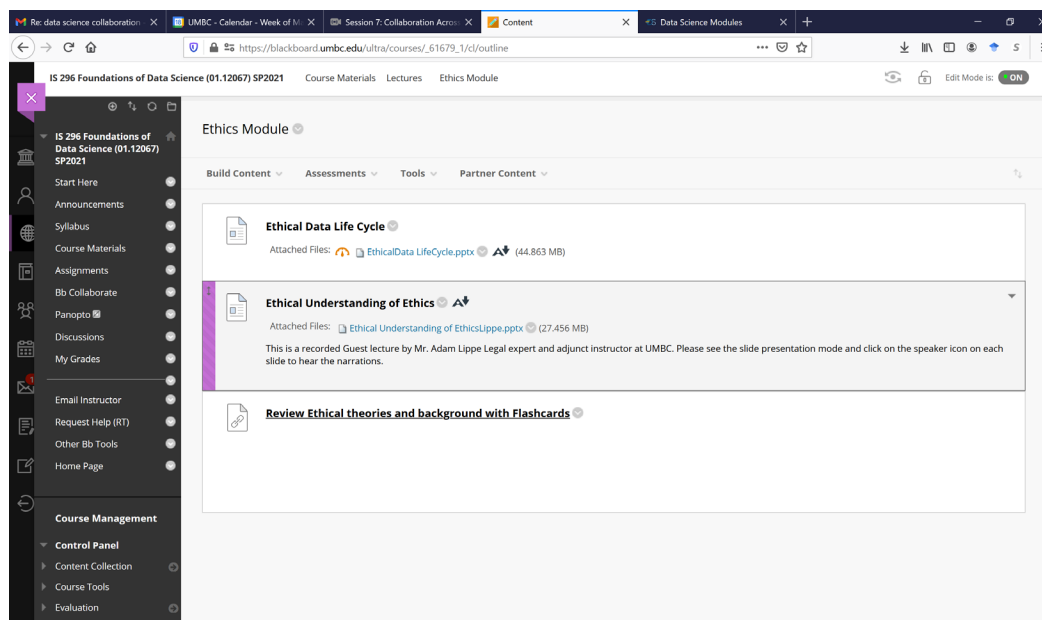 Re: data science collaboration -
UMBC - Calendar - Week of M
Session 7: Collaboration Acros
Content
Data Science Modules
https://blackboard.umbc.edu/ultra/courses/_61679_1/cl/outline
IS 296 Foundations of Data Science (01.12067) SP2021 Course Materials Lectures Ethics Module
Edit Mode is: ON
IS 296 Foundations of
Data Science (01.12067)
SP2021
Start Here
Announcements
Syllabus
Course Materials
Assignments
Bb Collaborate
Panopto
Discussions
My Grades
Email Instructor
Request Help (RT)
Other Bb Tools
Home Page
Course Management
Control Panel
Content Collection
Course Tools
Evaluation
Ethics Module
Build Content Assessments Tools Partner Content
Ethical Data Life Cycle
Attached Files: EthicalData LifeCycle.pptx A (44.863 MB)
1
Ethical Understanding of Ethics A
Attached Files: Ethical Understanding of EthicsLippe.pptx (27.456 MB)
This is a recorded Guest lecture by Mr. Adam Lippe Legal expert and adjunct instructor at UMBC. Please see the slide presentation mode and click on the speaker icon on each
slide to hear the narrations.
Review Ethical theories and background with Flashcards